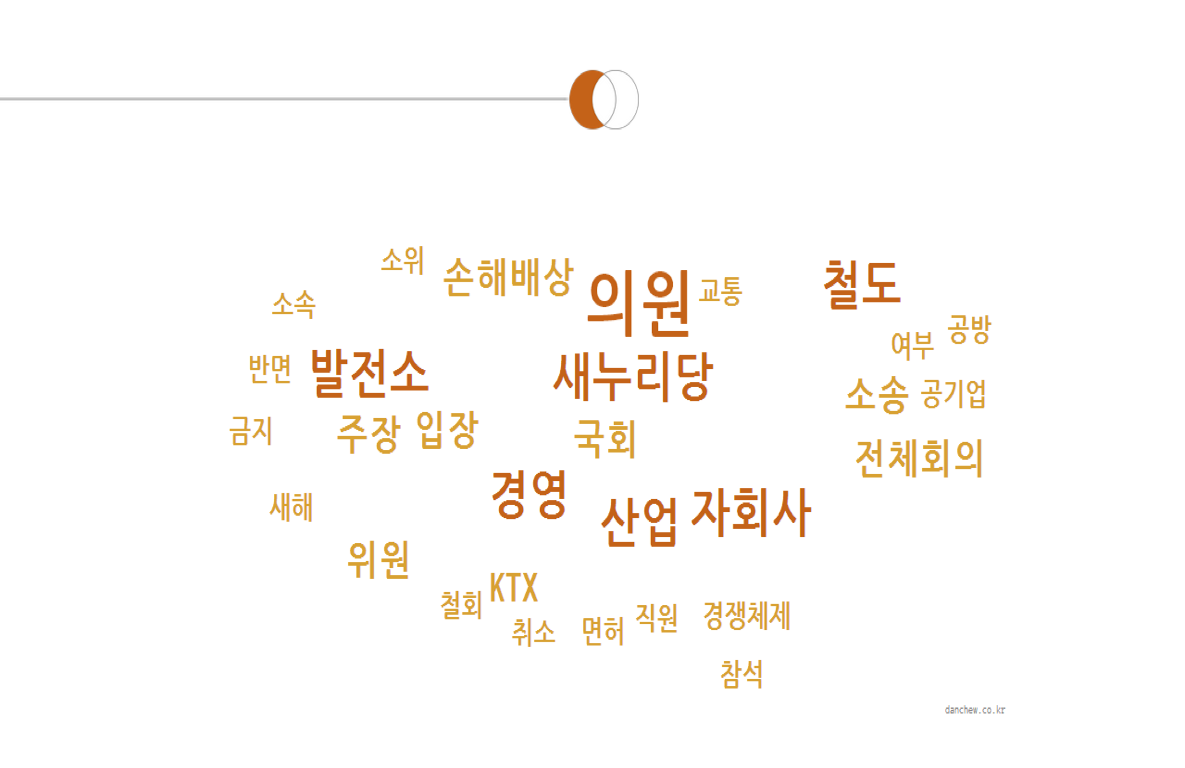 소위
손해배상
의원
교통
철도
소속
공방
여부
반면
발전소
새누리당
소송
공기업
금지
주장
입장
국회
전체회의
경영
새해
산업
자회사
위원
KTX
철회
취소
면허
직원
경쟁체제
참석
danchew.co.kr